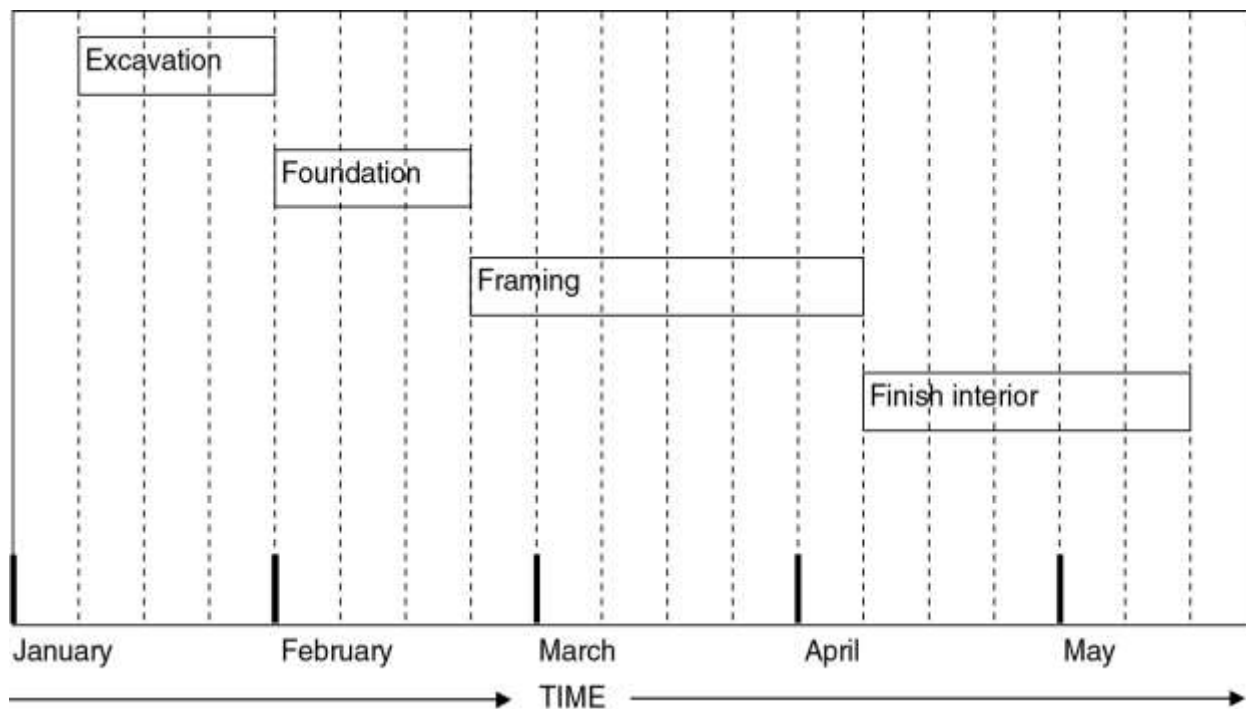 Excavation
Foundation
Framing
Finish interior
January February March April May
TIME